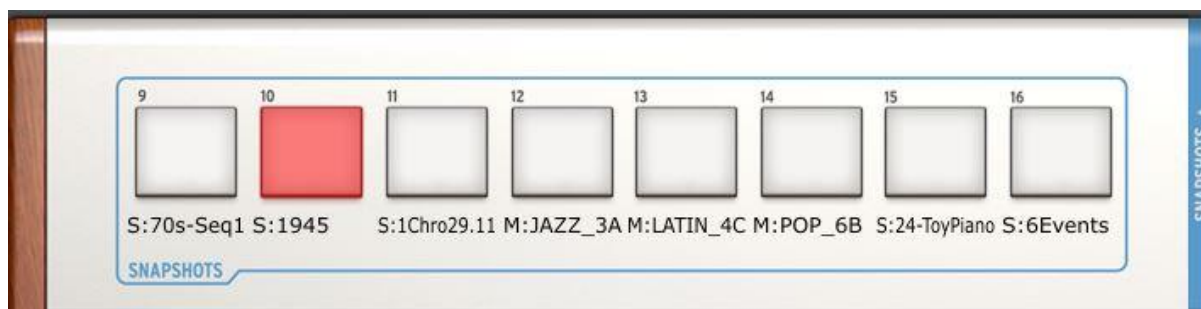 9 10 11 12 13 14 15 16
S:70s-Seq1 S:1945 S:1Chro29.11 M:JAZZ_3A M:LATIN_4C M:POP_6B S:24-ToyPiano S:6Events
SNAPSHOTS
SNAPSHOTS